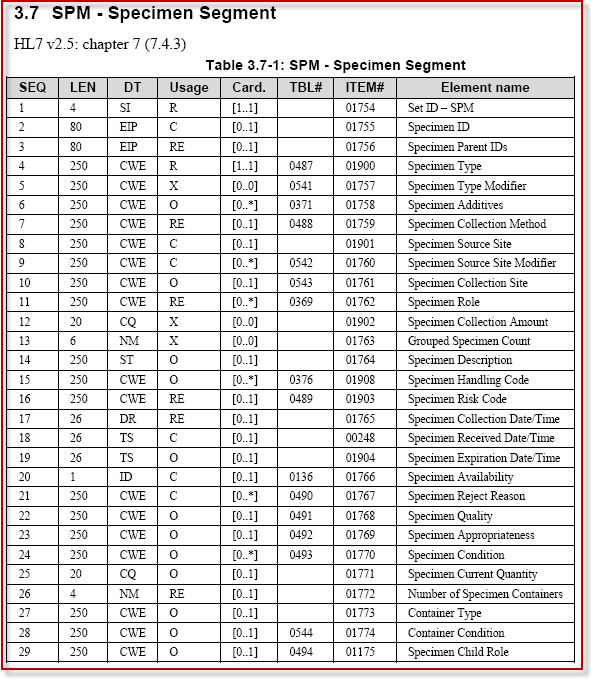 3.7 SPM - Specimen Segment
HL7 v2.5: chapter 7 (7.4.3)
Table 3.7-1: SPM - Specimen Segment
SEQ LEN DT Usage Card. TBL# ITEM# Element name
1 4 SI R [1..1] 01754 Set ID – SPM
2 80 EIP C [0..1] 01755 Specimen ID
3 80 EIP RE [0..1] 01756 Specimen Parent IDs
4 250 CWE R [1..1] 0487 01900 Specimen Type
5 250 CWE X [0..0] 0541 01757 Specimen Type Modifier
6 250 CWE O [0..*] 0371 01758 Specimen Additives
7 250 CWE RE [0..1] 0488 01759 Specimen Collection Method
8 250 CWE C [0..1] 01901 Specimen Source Site
9 250 CWE C [0..*] 0542 01760 Specimen Source Site Modifier
10 250 CWE O [0..1] 0543 01761 Specimen Collection Site
11 250 CWE RE [0..*] 0369 01762 Specimen Role
12 20 CQ X [0..0] 01902 Specimen Collection Amount
13 6 NM X [0..0] 01763 Grouped Specimen Count
14 250 ST O [0..1] 01764 Specimen Description
15 250 CWE O [0..*] 0376 01908 Specimen Handling Code
16 250 CWE RE [0..1] 0489 01903 Specimen Risk Code
17 26 DR RE [0..1] 01765 Specimen Collection Date/Time
18 26 TS C [0..1] 00248 Specimen Received Date/Time
19 26 TS O [0..1] 01904 Specimen Expiration Date/Time
20 1 ID C [0..1] 0136 01766 Specimen Availability
21 250 CWE C [0..*] 0490 01767 Specimen Reject Reason
22 250 CWE O [0..1] 0491 01768 Specimen Quality
23 250 CWE O [0..1] 0492 01769 Specimen Appropriateness
24 250 CWE O [0..*] 0493 01770 Specimen Condition
25 20 CQ O [0..1] 01771 Specimen Current Quantity
26 4 NM RE [0..1] 01772 Number of Specimen Containers
27 250 CWE O [0..1] 01773 Container Type
28 250 CWE O [0..1] 0544 01774 Container Condition
29 250 CWE O [0..1] 0494 01175 Specimen Child Role